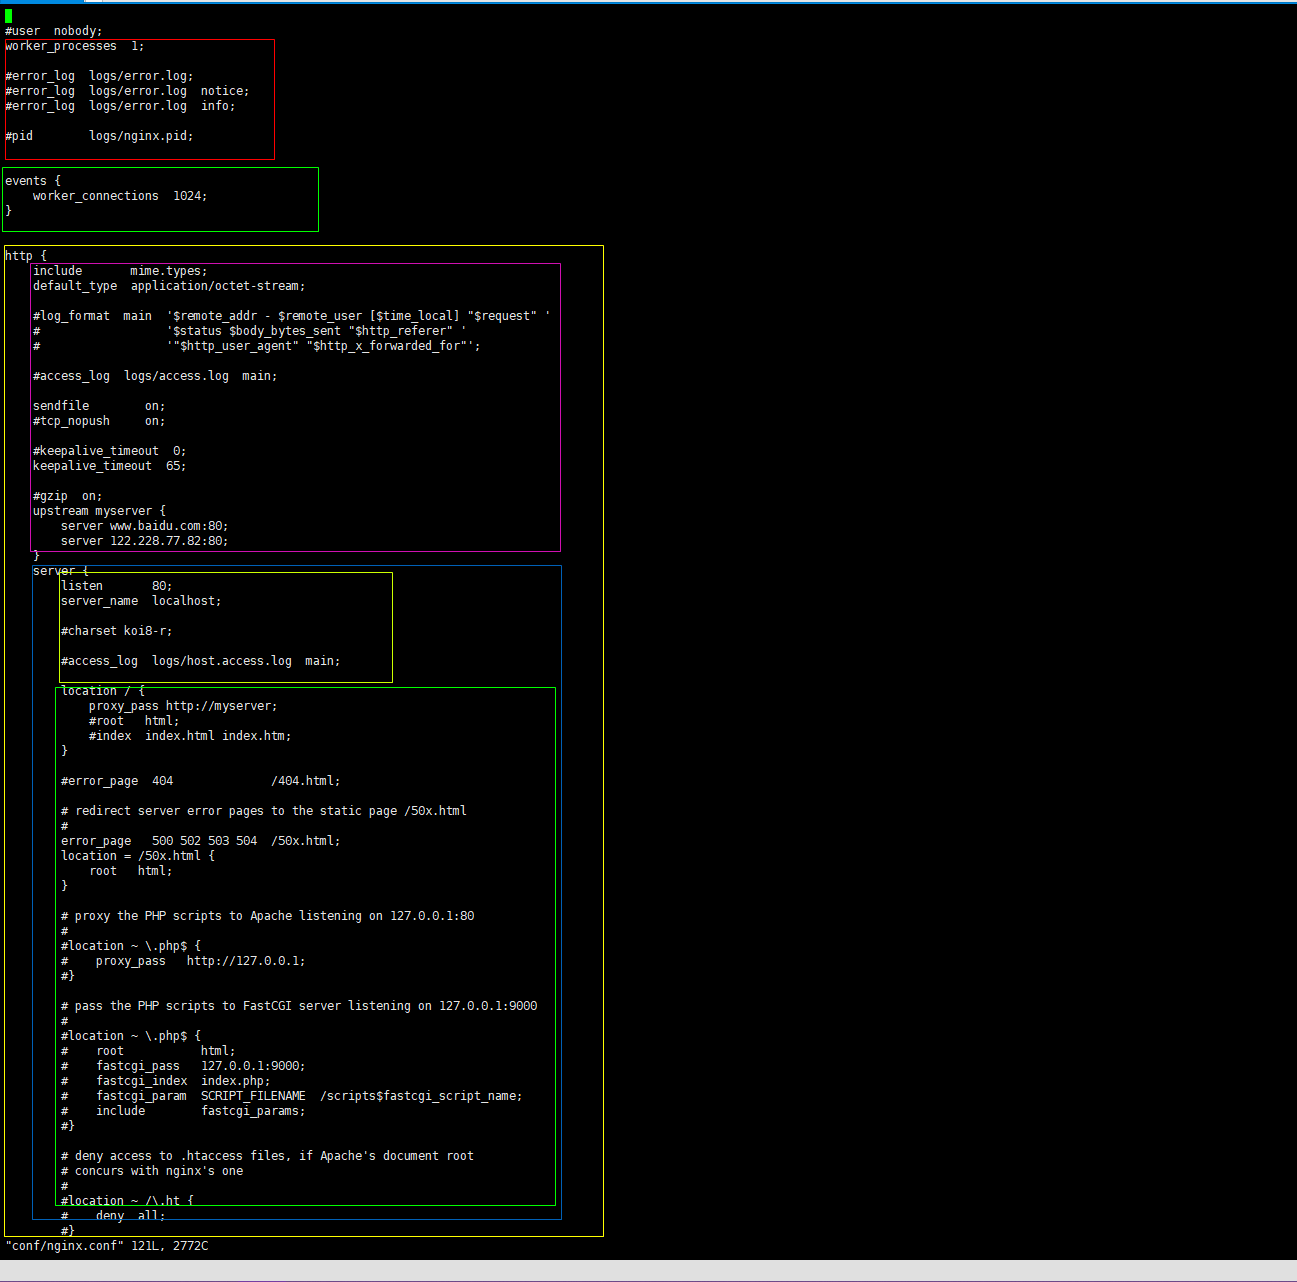 #user  nobody;
worker_processes  1;
#error_log  logs/error.log;
#error_log  logs/error.log  notice;
#error_log  logs/error.log  info;
#pid        logs/nginx.pid;
events {
    worker_connections  1024;
}
http {
    include       mime.types;
    default_type  application/octet-stream;
    #log_format  main  '$remote_addr - $remote_user [$time_local] "$request" '
    #                  '$status $body_bytes_sent "$http_referer" '
    #                  '"$http_user_agent" "$http_x_forwarded_for"';
    #access_log  logs/access.log  main;
    sendfile        on;
    #tcp_nopush     on;
    #keepalive_timeout  0;
    keepalive_timeout  65;
    #gzip  on;
    upstream myserver {
        server www.baidu.com:80;
        server 122.228.77.82:80;
    }
    server {
        listen       80;
        server_name  localhost;
        #charset koi8-r;
        #access_log  logs/host.access.log  main;
        location / {
            proxy_pass http://myserver;
            #root   html;
            #index  index.html index.htm;
        }
        #error_page  404              /404.html;
        # redirect server error pages to the static page /50x.html
        #
        error_page   500 502 503 504  /50x.html;
        location = /50x.html {
            root   html;
        }
        # proxy the PHP scripts to Apache listening on 127.0.0.1:80
        #
        #location ~ \.php$ {
        #    proxy_pass   http://127.0.0.1;
        #}
        # pass the PHP scripts to FastCGI server listening on 127.0.0.1:9000
        #
        #location ~ \.php$ {
        #    root           html;
        #    fastcgi_pass   127.0.0.1:9000;
        #    fastcgi_index  index.php;
        #    fastcgi_param  SCRIPT_FILENAME  /scripts$fastcgi_script_name;
        #    include        fastcgi_params;
        #}
        # deny access to .htaccess files, if Apache's document root
        # concurs with nginx's one
        #
        #location ~ /\.ht {
        #    deny  all;
        #}
"conf/nginx.conf" 121L, 2772C